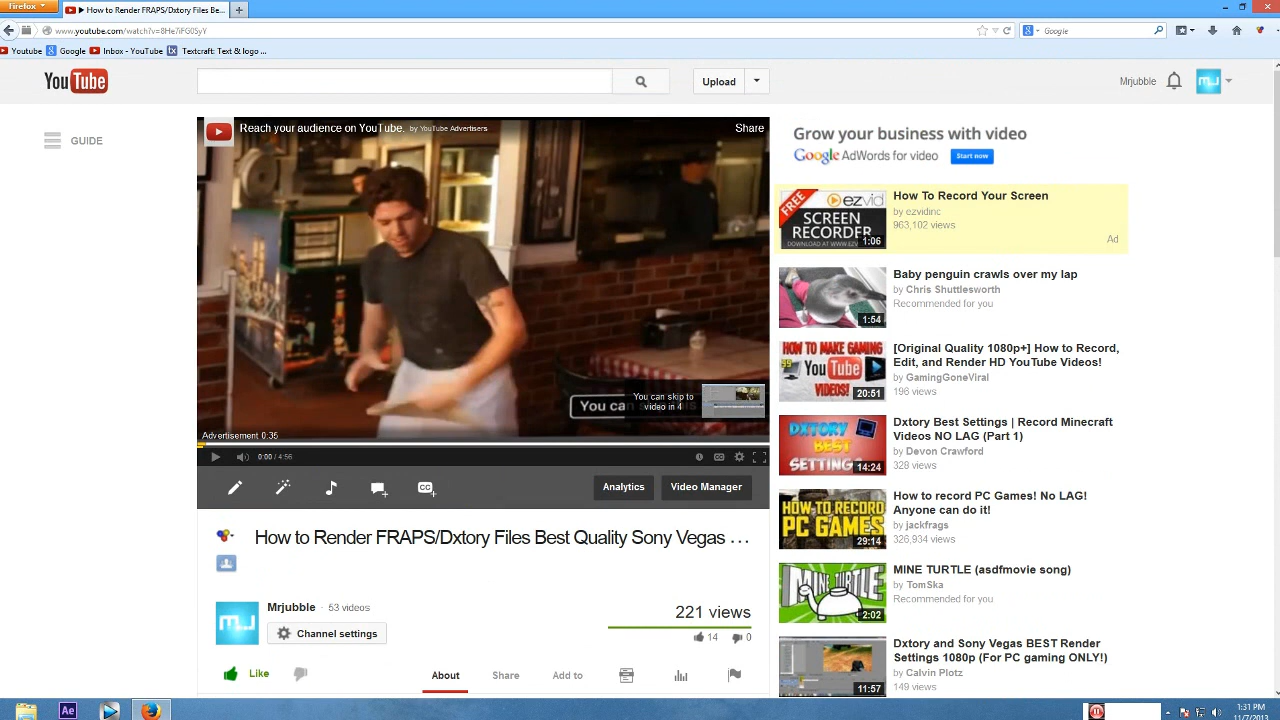 Firefox
▶ How to Render FRAPS/Dxtory Files Be...
www.youtube.com/watch?v=8He7iFG0SyY
Google
Youtube
Google
Inbox - YouTube
Textcraft: Text & logo ...
YouTube
Upload
Mrjubble
GUIDE
Reach your audience on YouTube. by YouTube Advertisers
Share
You can
You can skip to
video in 4
Advertisement 0:35
0:00 / 4:56
Analytics
Video Manager
How to Render FRAPS/Dxtory Files Best Quality Sony Vegas ...
Mrjubble · 53 videos
Channel settings
221 views
14
0
Like
About
Share
Add to
Grow your business with video
Google AdWords for video
Start now
FREE
ezvid
SCREEN
RECORDER
DOWNLOAD AT WWW.EZV
1:06
How To Record Your Screen
by ezvidinc
963,102 views
Ad
1:54
Baby penguin crawls over my lap
by Chris Shuttlesworth
Recommended for you
HOW TO MAKE GAMING
YouTube
VIDEOS!
20:51
[Original Quality 1080p+] How to Record,
Edit, and Render HD YouTube Videos!
by GamingGoneViral
196 views
DXTORY
BEST
SETTING
14:24
Dxtory Best Settings | Record Minecraft
Videos NO LAG (Part 1)
by Devon Crawford
328 views
HOW TO RECORD
PC GAMES
29:14
How to record PC Games! No LAG!
Anyone can do it!
by jackfrags
326,934 views
MINE TURTLE
2:02
MINE TURTLE (asdfmovie song)
by TomSka
Recommended for you
11:57
Dxtory and Sony Vegas BEST Render
Settings 1080p (For PC gaming ONLY!)
by Calvin Plotz
149 views
Ae
1:31 PM
11/7/2013